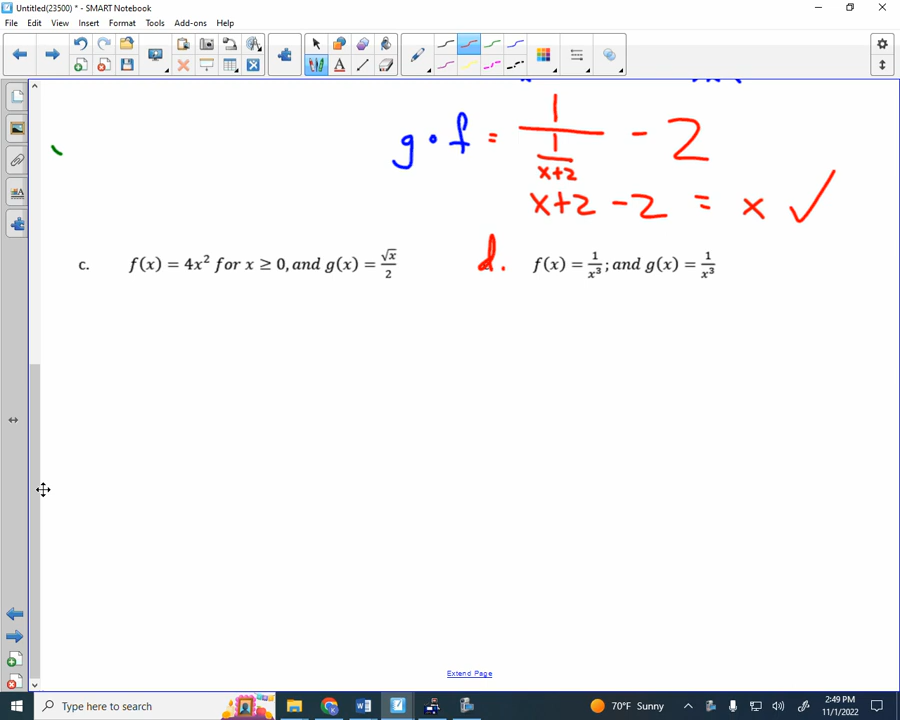 Untitled(23500) * - SMART Notebook
File Edit View Insert Format Tools Add-ons Help
g • f = 1/(1/(x+2)) - 2
x+2 -2 = x ✓
c. f(x) = 4x² for x ≥ 0, and g(x) = √x/2
d. f(x) = 1/x³; and g(x) = 1/x³
Extend Page
Type here to search
70°F Sunny
2:49 PM
11/1/2022